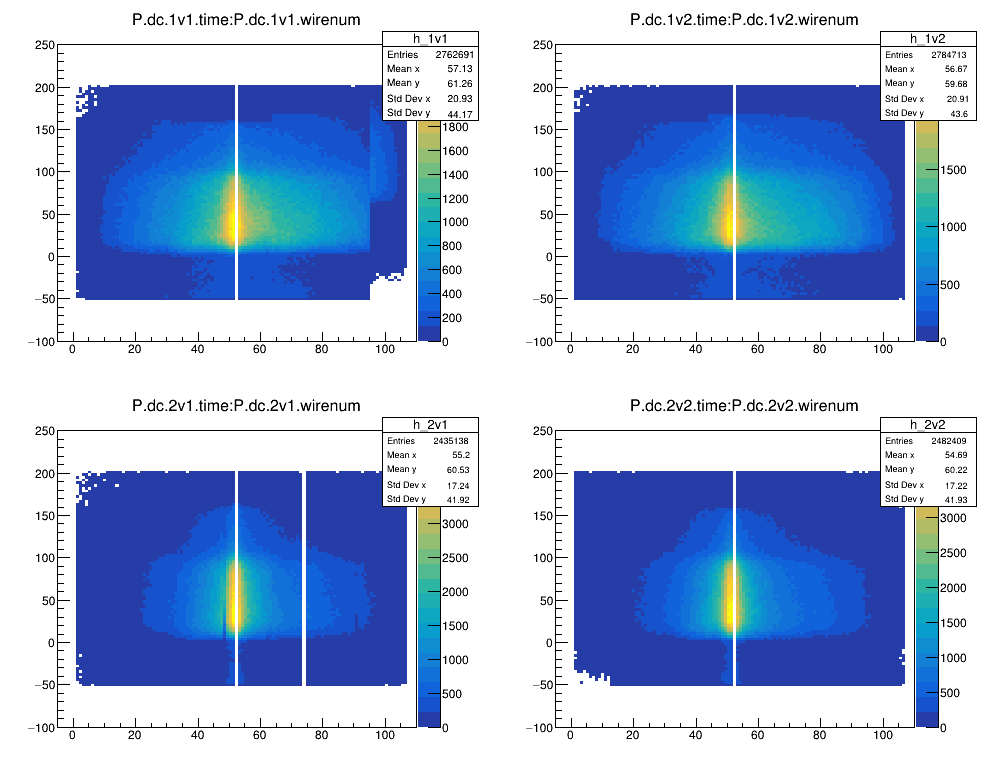 P.dc.1v1.time:P.dc.1v1.wirenum
h_1v1
Entries 2762691
Mean x 57.13
Mean y 61.26
Std Dev x 20.93
Std Dev y 44.17
250
200
150
100
50
0
−50
−100
0 20 40 60 80 100
1800
1600
1400
1200
1000
800
600
400
200
0
P.dc.1v2.time:P.dc.1v2.wirenum
h_1v2
Entries 2784713
Mean x 56.67
Mean y 59.68
Std Dev x 20.91
Std Dev y 43.6
250
200
150
100
50
0
−50
−100
0 20 40 60 80 100
1500
1000
500
0
P.dc.2v1.time:P.dc.2v1.wirenum
h_2v1
Entries 2435138
Mean x 55.2
Mean y 60.53
Std Dev x 17.24
Std Dev y 41.92
250
200
150
100
50
0
−50
−100
0 20 40 60 80 100
3000
2500
2000
1500
1000
500
0
P.dc.2v2.time:P.dc.2v2.wirenum
h_2v2
Entries 2482409
Mean x 54.69
Mean y 60.22
Std Dev x 17.22
Std Dev y 41.93
250
200
150
100
50
0
−50
−100
0 20 40 60 80 100
3000
2500
2000
1500
1000
500
0